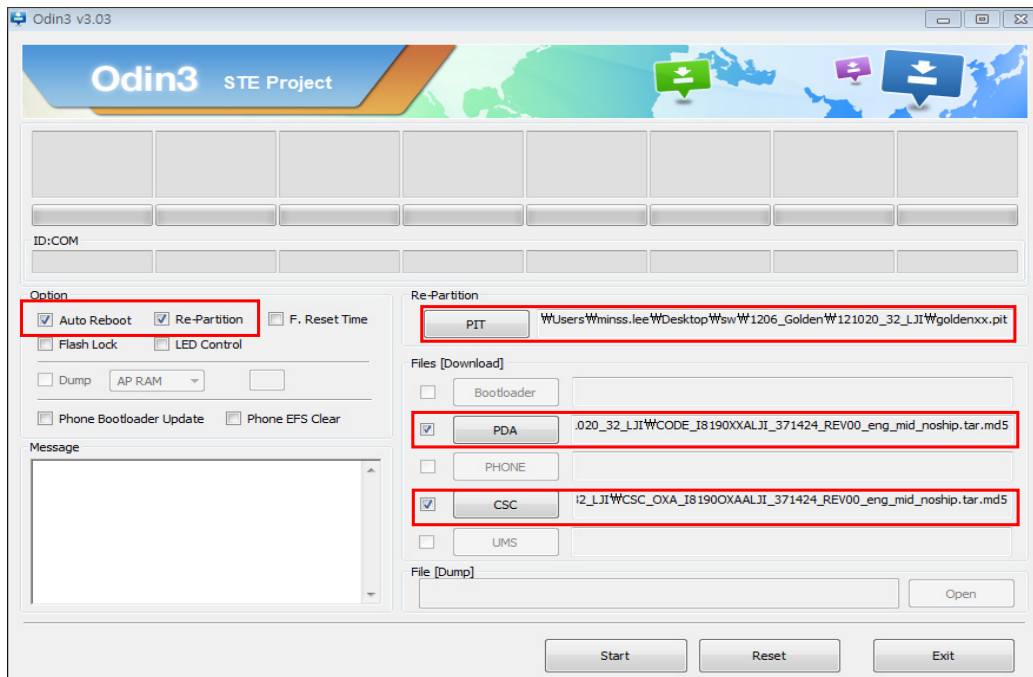 Odin3 v3.03
Odin3 STE Project
ID:COM
Option
Auto Reboot
Re-Partition
F. Reset Time
Flash Lock
LED Control
Dump
AP RAM
Phone Bootloader Update
Phone EFS Clear
Message
Re-Partition
PIT
₩Users₩minss.lee₩Desktop₩sw₩1206_Golden₩121020_32_LJI₩goldenxx.pit
Files [Download]
Bootloader
PDA
.020_32_LJI₩CODE_I8190XXALJI_371424_REV00_eng_mid_noship.tar.md5
PHONE
CSC
32_LJI₩CSC_OXA_I8190OXAALJI_371424_REV00_eng_mid_noship.tar.md5
UMS
File [Dump]
Open
Start
Reset
Exit